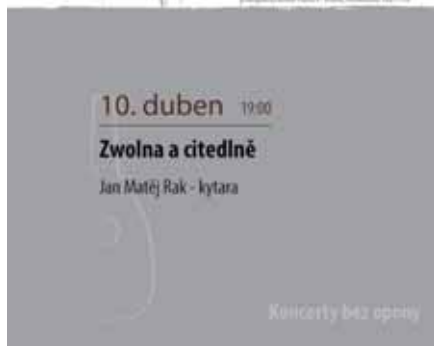 10. duben 19:00
Zwolna a citedlně
Jan Matěj Rak - kytara
Koncerty bez opony